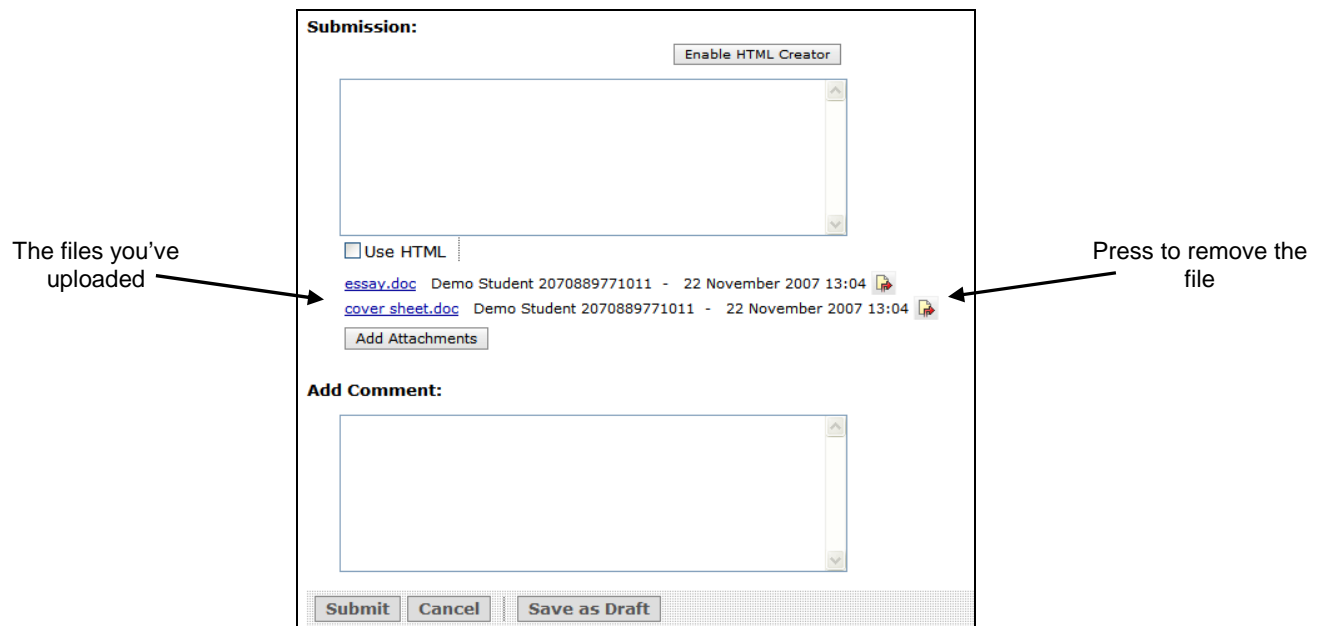 Submission:
Enable HTML Creator
Use HTML
The files you've
uploaded
essay.doc Demo Student 2070889771011 - 22 November 2007 13:04
cover sheet.doc Demo Student 2070889771011 - 22 November 2007 13:04
Press to remove the
file
Add Attachments
Add Comment:
Submit Cancel Save as Draft